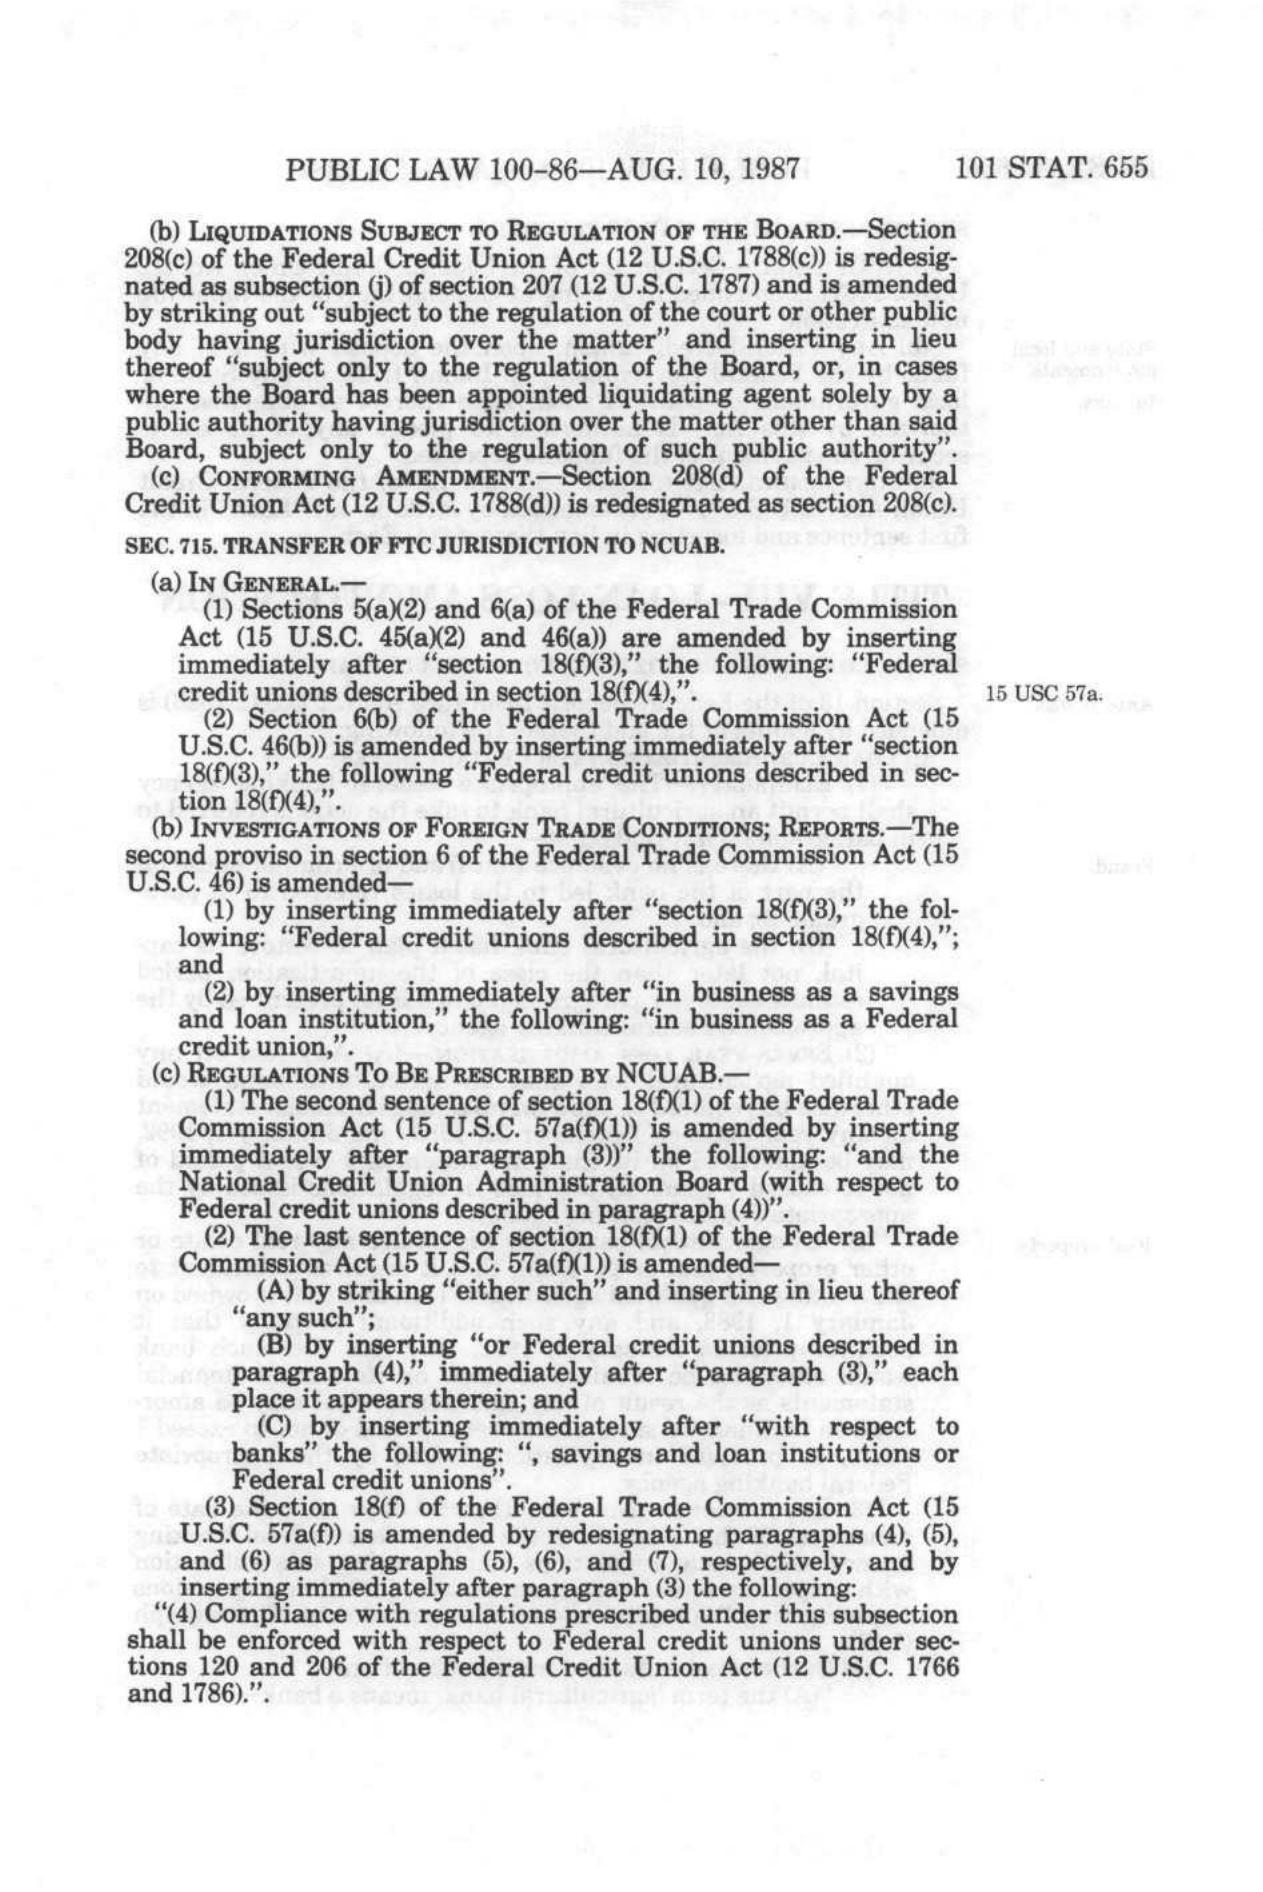 PUBLIC LAW 100-86—AUG. 10, 1987 101 STAT. 655
(b) LIQUIDATIONS SUBJECT TO REGULATION OF THE BOARD.—Section
208(c) of the Federal Credit Union Act (12 U.S.C. 1788(c)) is redesig-
nated as subsection (j) of section 207 (12 U.S.C. 1787) and is amended
by striking out “subject to the regulation of the court or other public
body having jurisdiction over the matter” and inserting in lieu
thereof “subject only to the regulation of the Board, or, in cases
where the Board has been appointed liquidating agent solely by a
public authority having jurisdiction over the matter other than said
Board, subject only to the regulation of such public authority”.
(c) CONFORMING AMENDMENT.—Section 208(d) of the Federal
Credit Union Act (12 U.S.C. 1788(d)) is redesignated as section 208(c).
SEC. 715. TRANSFER OF FTC JURISDICTION TO NCUAB.
(a) IN GENERAL.—
(1) Sections 5(a)(2) and 6(a) of the Federal Trade Commission
Act (15 U.S.C. 45(a)(2) and 46(a)) are amended by inserting
immediately after “section 18(f)(3),” the following: “Federal
credit unions described in section 18(f)(4),”.
15 USC 57a.
(2) Section 6(b) of the Federal Trade Commission Act (15
U.S.C. 46(b)) is amended by inserting immediately after “section
18(f)(3),” the following “Federal credit unions described in sec-
tion 18(f)(4),”.
(b) INVESTIGATIONS OF FOREIGN TRADE CONDITIONS; REPORTS.—The
second proviso in section 6 of the Federal Trade Commission Act (15
U.S.C. 46) is amended—
(1) by inserting immediately after “section 18(f)(3),” the fol-
lowing: “Federal credit unions described in section 18(f)(4),”;
and
(2) by inserting immediately after “in business as a savings
and loan institution,” the following: “in business as a Federal
credit union,”.
(c) REGULATIONS TO BE PRESCRIBED BY NCUAB.—
(1) The second sentence of section 18(f)(1) of the Federal Trade
Commission Act (15 U.S.C. 57a(f)(1)) is amended by inserting
immediately after “paragraph (3))” the following: “and the
National Credit Union Administration Board (with respect to
Federal credit unions described in paragraph (4))”.
(2) The last sentence of section 18(f)(1) of the Federal Trade
Commission Act (15 U.S.C. 57a(f)(1)) is amended—
(A) by striking “either such” and inserting in lieu thereof
“any such”;
(B) by inserting “or Federal credit unions described in
paragraph (4),” immediately after “paragraph (3),” each
place it appears therein; and
(C) by inserting immediately after “with respect to
banks” the following: “, savings and loan institutions or
Federal credit unions”.
(3) Section 18(f) of the Federal Trade Commission Act (15
U.S.C. 57a(f)) is amended by redesignating paragraphs (4), (5),
and (6) as paragraphs (5), (6), and (7), respectively, and by
inserting immediately after paragraph (3) the following:
“(4) Compliance with regulations prescribed under this subsection
shall be enforced with respect to Federal credit unions under sec-
tions 120 and 206 of the Federal Credit Union Act (12 U.S.C. 1766
and 1786).”.